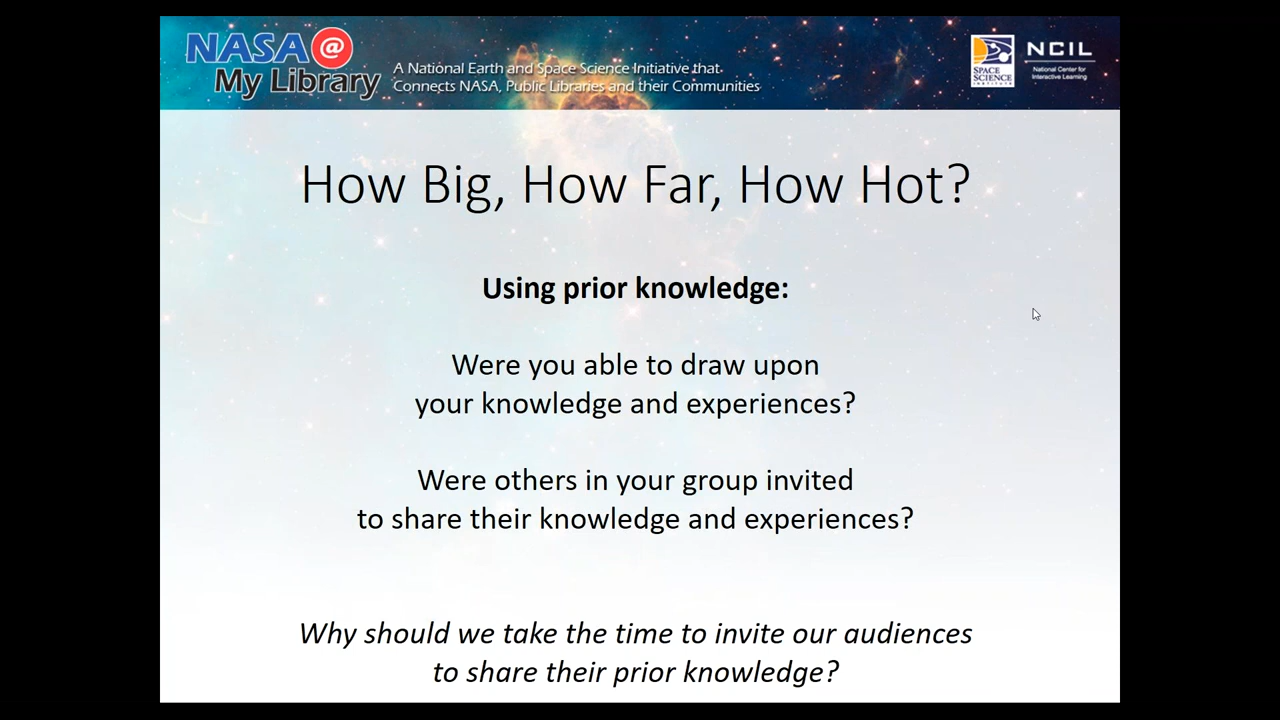 NASA@
My Library
A National Earth and Space Science Initiative that
Connects NASA, Public Libraries and their Communities
SPACE
SCIENCE
INSTITUTE
NCIL
National Center for
Interactive Learning
How Big, How Far, How Hot?
Using prior knowledge:
Were you able to draw upon
your knowledge and experiences?
Were others in your group invited
to share their knowledge and experiences?
Why should we take the time to invite our audiences
to share their prior knowledge?